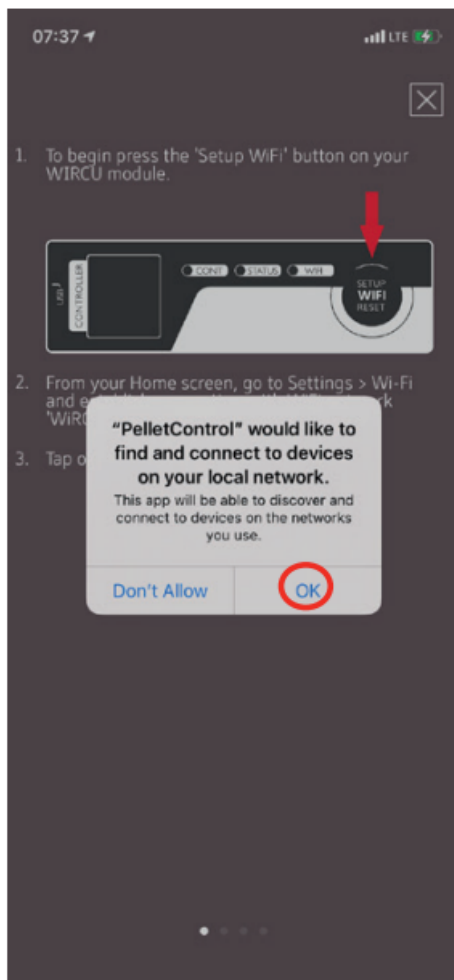 07:37
LTE
1. To begin press the 'Setup WiFi' button on your
WIRCU module.
USB
CONTROLLER
CONT STATUS WIFI
SETUP
WIFI
RESET
2. From your Home screen, go to Settings > Wi-Fi
and
'WiRC
3. Tap o
"PelletControl" would like to
find and connect to devices
on your local network.
This app will be able to discover and
connect to devices on the networks
you use.
Don't Allow OK